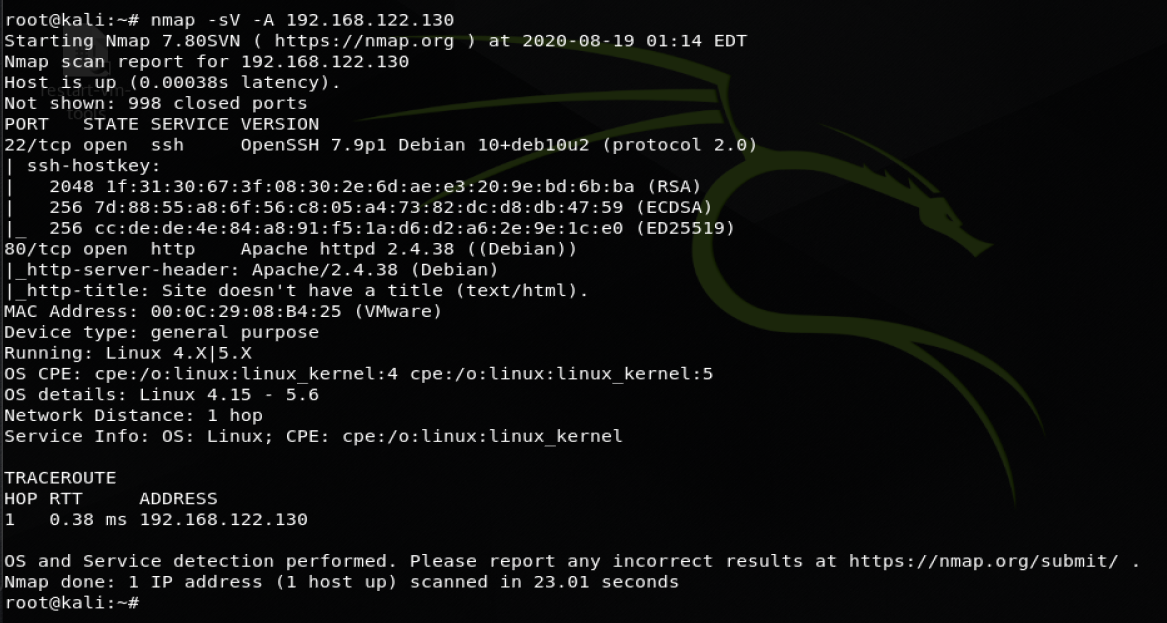 root@kali:~# nmap -sV -A 192.168.122.130
Starting Nmap 7.80SVN ( https://nmap.org ) at 2020-08-19 01:14 EDT
Nmap scan report for 192.168.122.130
Host is up (0.00038s latency).
restart-vm-
Not shown: 998 closed ports
tools
PORT   STATE SERVICE VERSION
22/tcp open  ssh     OpenSSH 7.9p1 Debian 10+deb10u2 (protocol 2.0)
| ssh-hostkey:
|   2048 1f:31:30:67:3f:08:30:2e:6d:ae:e3:20:9e:bd:6b:ba (RSA)
|   256 7d:88:55:a8:6f:56:c8:05:a4:73:82:dc:d8:db:47:59 (ECDSA)
|_  256 cc:de:de:4e:84:a8:91:f5:1a:d6:d2:a6:2e:9e:1c:e0 (ED25519)
80/tcp open  http    Apache httpd 2.4.38 ((Debian))
|_http-server-header: Apache/2.4.38 (Debian)
|_http-title: Site doesn't have a title (text/html).
MAC Address: 00:0C:29:08:B4:25 (VMware)
Device type: general purpose
Running: Linux 4.X|5.X
OS CPE: cpe:/o:linux:linux_kernel:4 cpe:/o:linux:linux_kernel:5
OS details: Linux 4.15 - 5.6
Network Distance: 1 hop
Service Info: OS: Linux; CPE: cpe:/o:linux:linux_kernel
TRACEROUTE
HOP RTT     ADDRESS
1   0.38 ms 192.168.122.130
OS and Service detection performed. Please report any incorrect results at https://nmap.org/submit/ .
Nmap done: 1 IP address (1 host up) scanned in 23.01 seconds
root@kali:~#